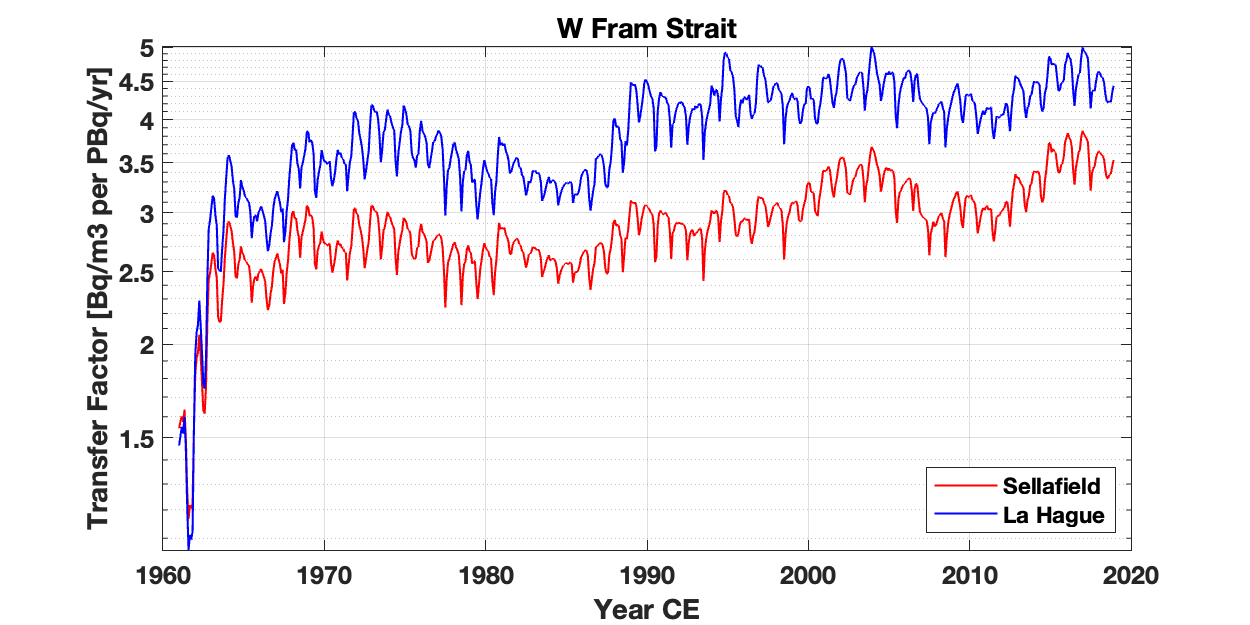 W Fram Strait
Transfer Factor [Bq/m3 per PBq/yr]
5
4.5
4
3.5
3
2.5
2
1.5
1960 1970 1980 1990 2000 2010 2020
Year CE
Sellafield
La Hague